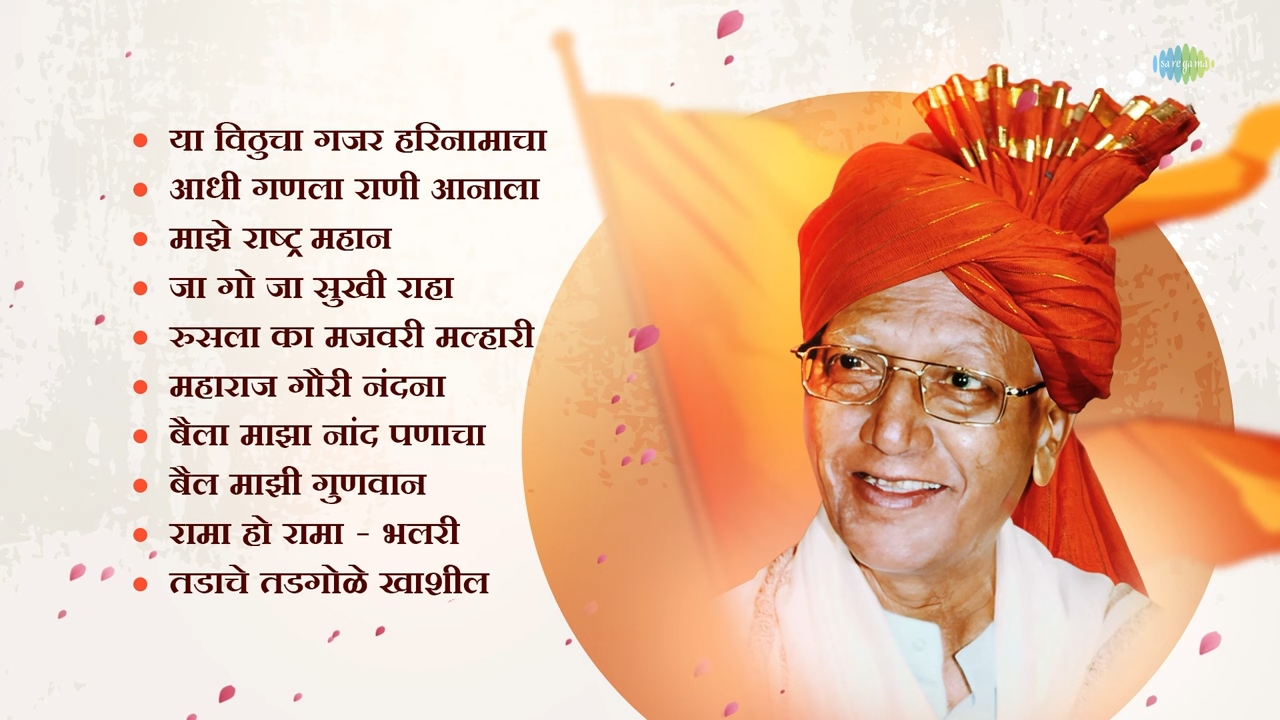 या विठुचा गजर हरिनामाचा
आधी गणला राणी आनाला
माझे राष्ट्र महान
जा गो जा सुखी राहा
रुसला का मजवरी मल्हारी
महाराज गौरी नंदना
बैला माझा नांद पणाचा
बैल माझी गुणवान
रामा हो रामा - भलरी
तडाचे तडगोळे खाशील
saregama